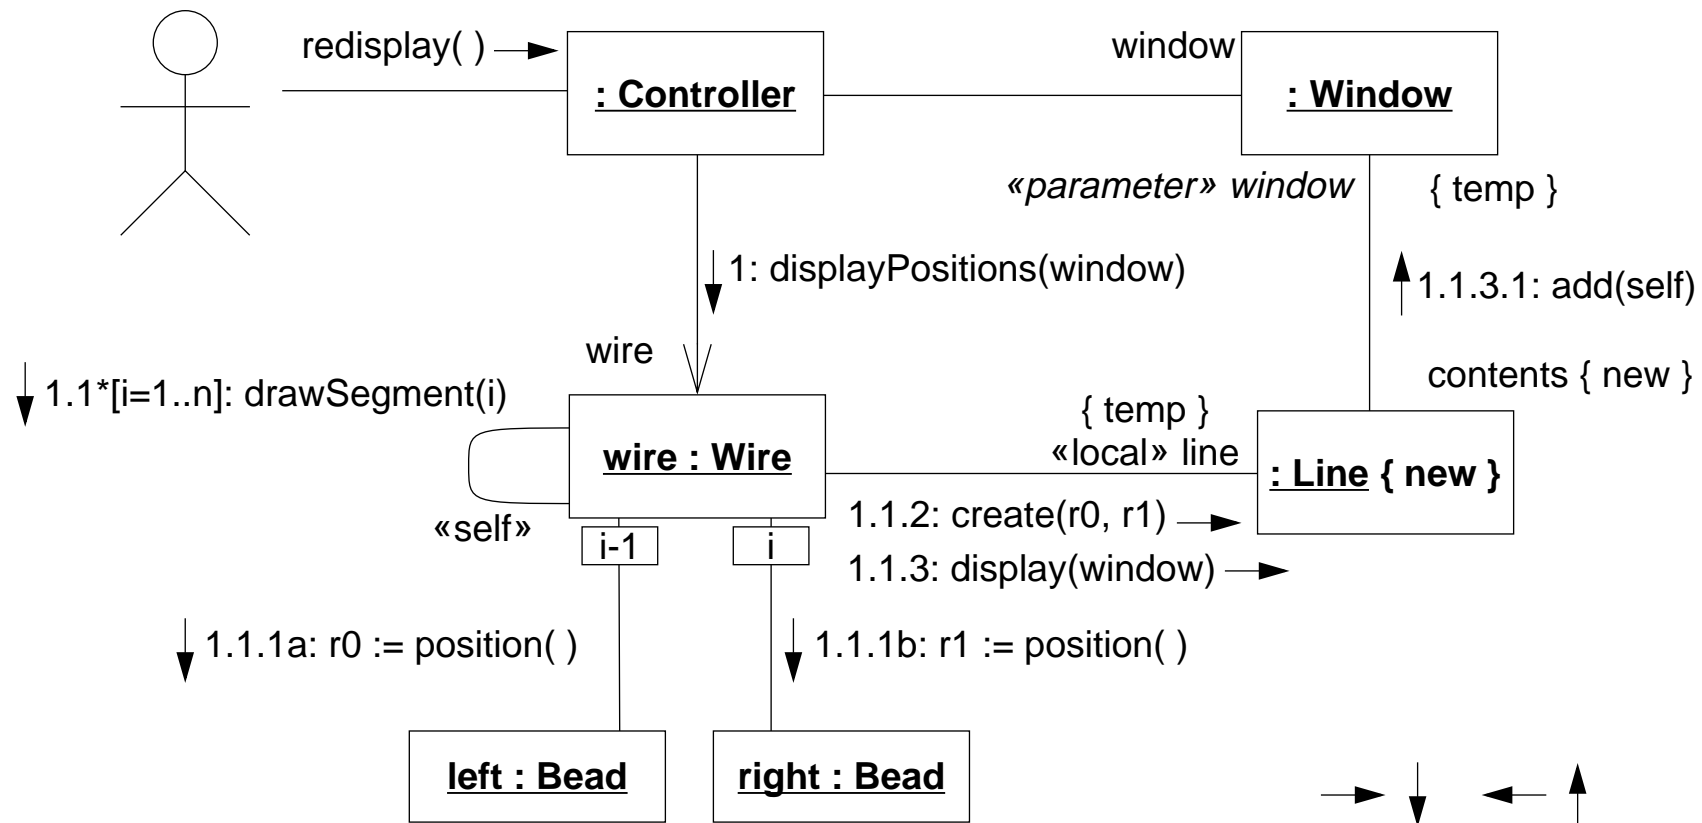 redisplay( )
window
: Controller
: Window
«parameter» window
{ temp }
1: displayPositions(window)
1.1.3.1: add(self)
wire
contents { new }
1.1*[i=1..n]: drawSegment(i)
{ temp }
«local» line
wire : Wire
: Line { new }
1.1.2: create(r0, r1)
«self»
i-1
i
1.1.3: display(window)
1.1.1a: r0 := position( )
1.1.1b: r1 := position( )
left : Bead
right : Bead